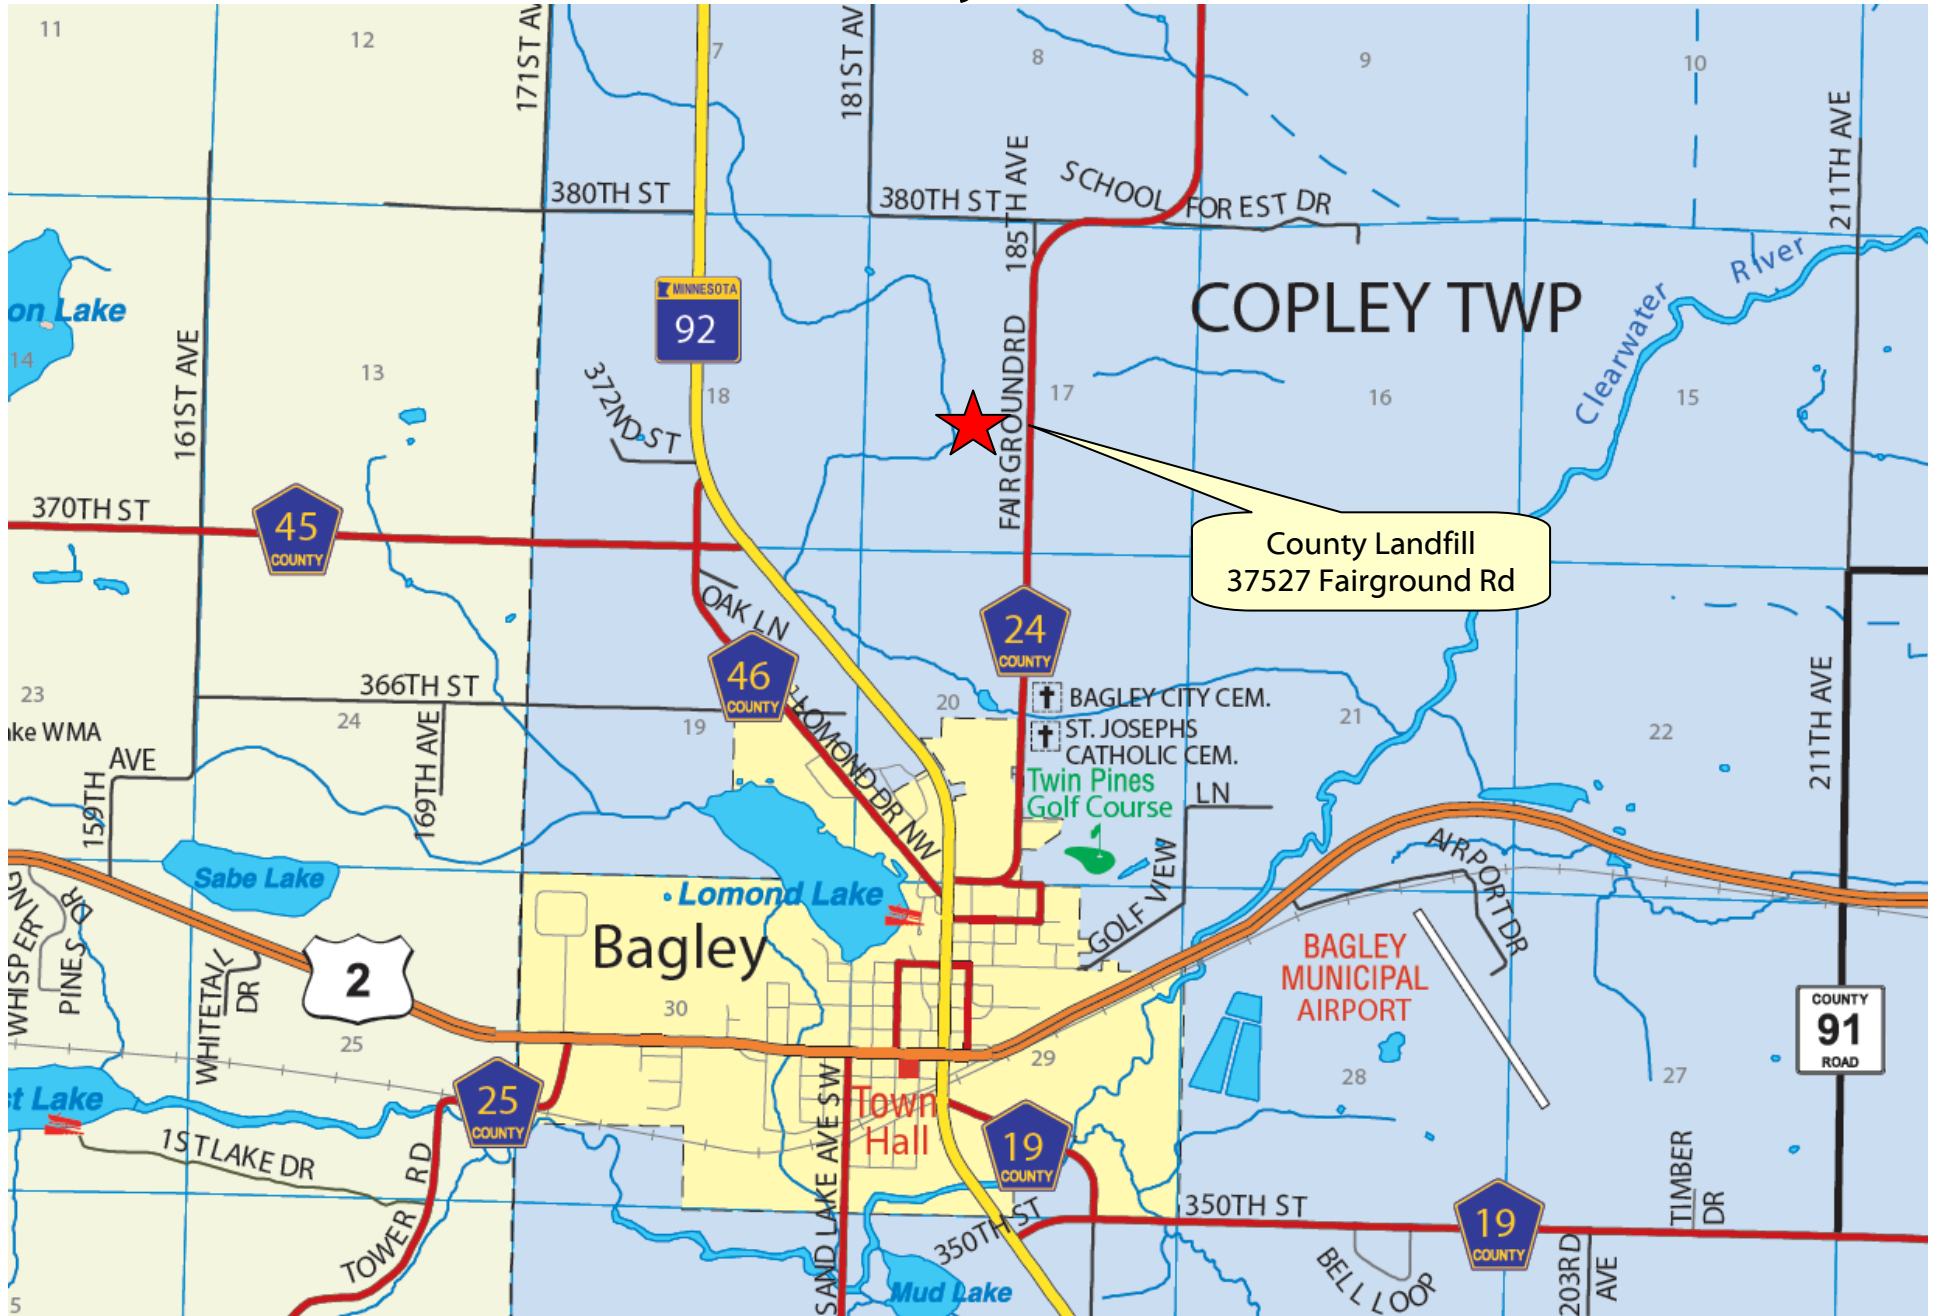 11
12
7
8
9
10
171ST AV
181ST AV
185TH AVE
211TH AVE
380TH ST
380TH ST
SCHOOL FOREST DR
on Lake
14
13
161ST AVE
MINNESOTA
92
372ND ST
18
FAIRGROUNDRD
17
COPLEY TWP
16
15
Clearwater River
County Landfill
37527 Fairground Rd
370TH ST
45
COUNTY
OAK LN
46
COUNTY
24
COUNTY
366TH ST
23
24
19
20
21
22
ake WMA
AVE
159TH
169TH AVE
LOMOND DR NW
BAGLEY CITY CEM.
ST. JOSEPHS
CATHOLIC CEM.
Twin Pines
Golf Course
LN
GOLF VIEW
211TH AVE
AIRPORT DR
Sabe Lake
Lomond Lake
Bagley
BAGLEY
MUNICIPAL
AIRPORT
WHISPERING
PINES DR
WHITETAIL
DR
2
30
25
29
28
27
COUNTY
91
ROAD
st Lake
25
COUNTY
1ST LAKE DR
TOWER RD
SAND LAKE AVE SW
Town
Hall
19
COUNTY
350TH ST
350TH ST
19
COUNTY
TIMBER
DR
BELL LOOP
203RD
AVE
Mud Lake
5